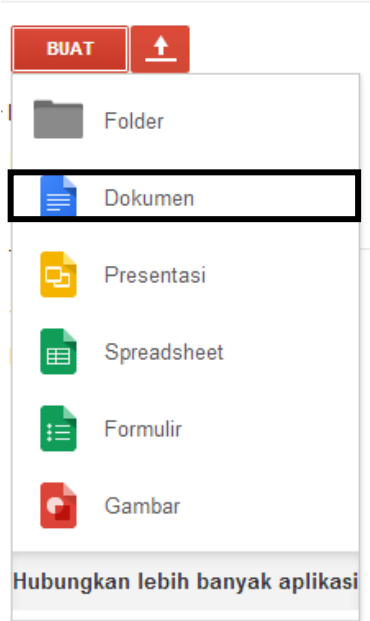 BUAT
Folder
Dokumen
Presentasi
Spreadsheet
Formulir
Gambar
Hubungkan lebih banyak aplikasi